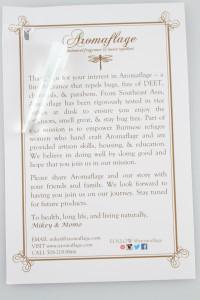 Aromaflage
botanical fragrance & insect repellent
Thank you for your interest in Aromaflage – a
fine fragrance that repels bugs, free of DEET,
chemicals, & parabens. From Southeast Asia,
Aromaflage has been rigorously tested in rice
at dusk to ensure you enjoy the
outdoors, smell great, & stay bug free. Part of
our mission is to empower Burmese refugee
women who hand craft Aromaflage and are
provided artisan skills, housing, & education.
We believe in doing well by doing good and
hope that you join us in our mission.
Please share Aromaflage and our story with
your friends and family. We look forward to
having you join us on our journey. Stay tuned
for future products.
To health, long life, and living naturally,
Mikey & Momo
EMAIL mikey@aromaflage.com
VISIT www.aromaflage.com
FOLLOW @aromaflage